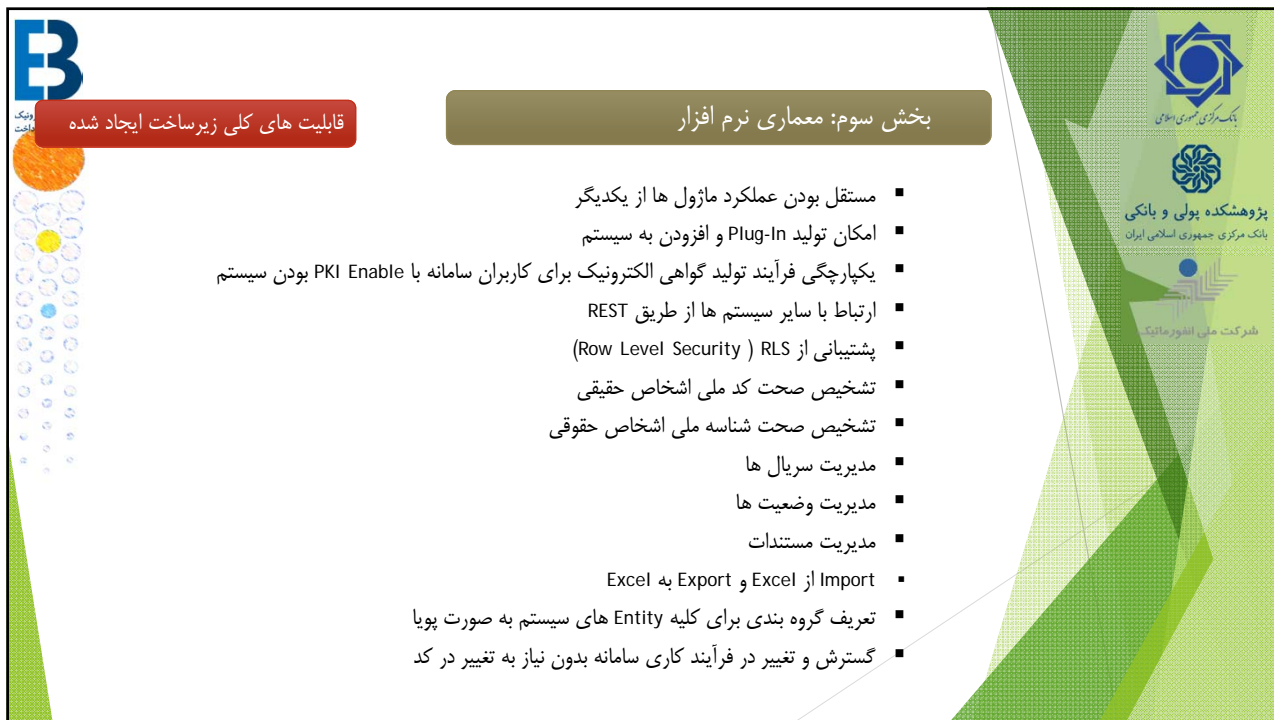 بخش سوم: معماری نرم افزار
قابلیت های کلی زیرساخت ایجاد شده
مستقل بودن عملکرد ماژول ها از یکدیگر
امکان تولید Plug-In و افزودن به سیستم
یکپارچگی فرآیند تولید گواهی الکترونیک برای کاربران سامانه با PKI Enable بودن سیستم
ارتباط با سایر سیستم ها از طریق REST
پشتیبانی از RLS ( Row Level Security)
تشخیص صحت کد ملی اشخاص حقیقی
تشخیص صحت شناسه ملی اشخاص حقوقی
مدیریت سریال ها
مدیریت وضعیت ها
مدیریت مستندات
Import از Excel و Export به Excel
تعریف گروه بندی برای کلیه Entity های سیستم به صورت پویا
گسترش و تغییر در فرآیند کاری سامانه بدون نیاز به تغییر در کد
بانک مرکزی جمهوری اسلامی
پژوهشکده پولی و بانکی
بانک مرکزی جمهوری اسلامی ایران
شرکت ملی انفورماتیک